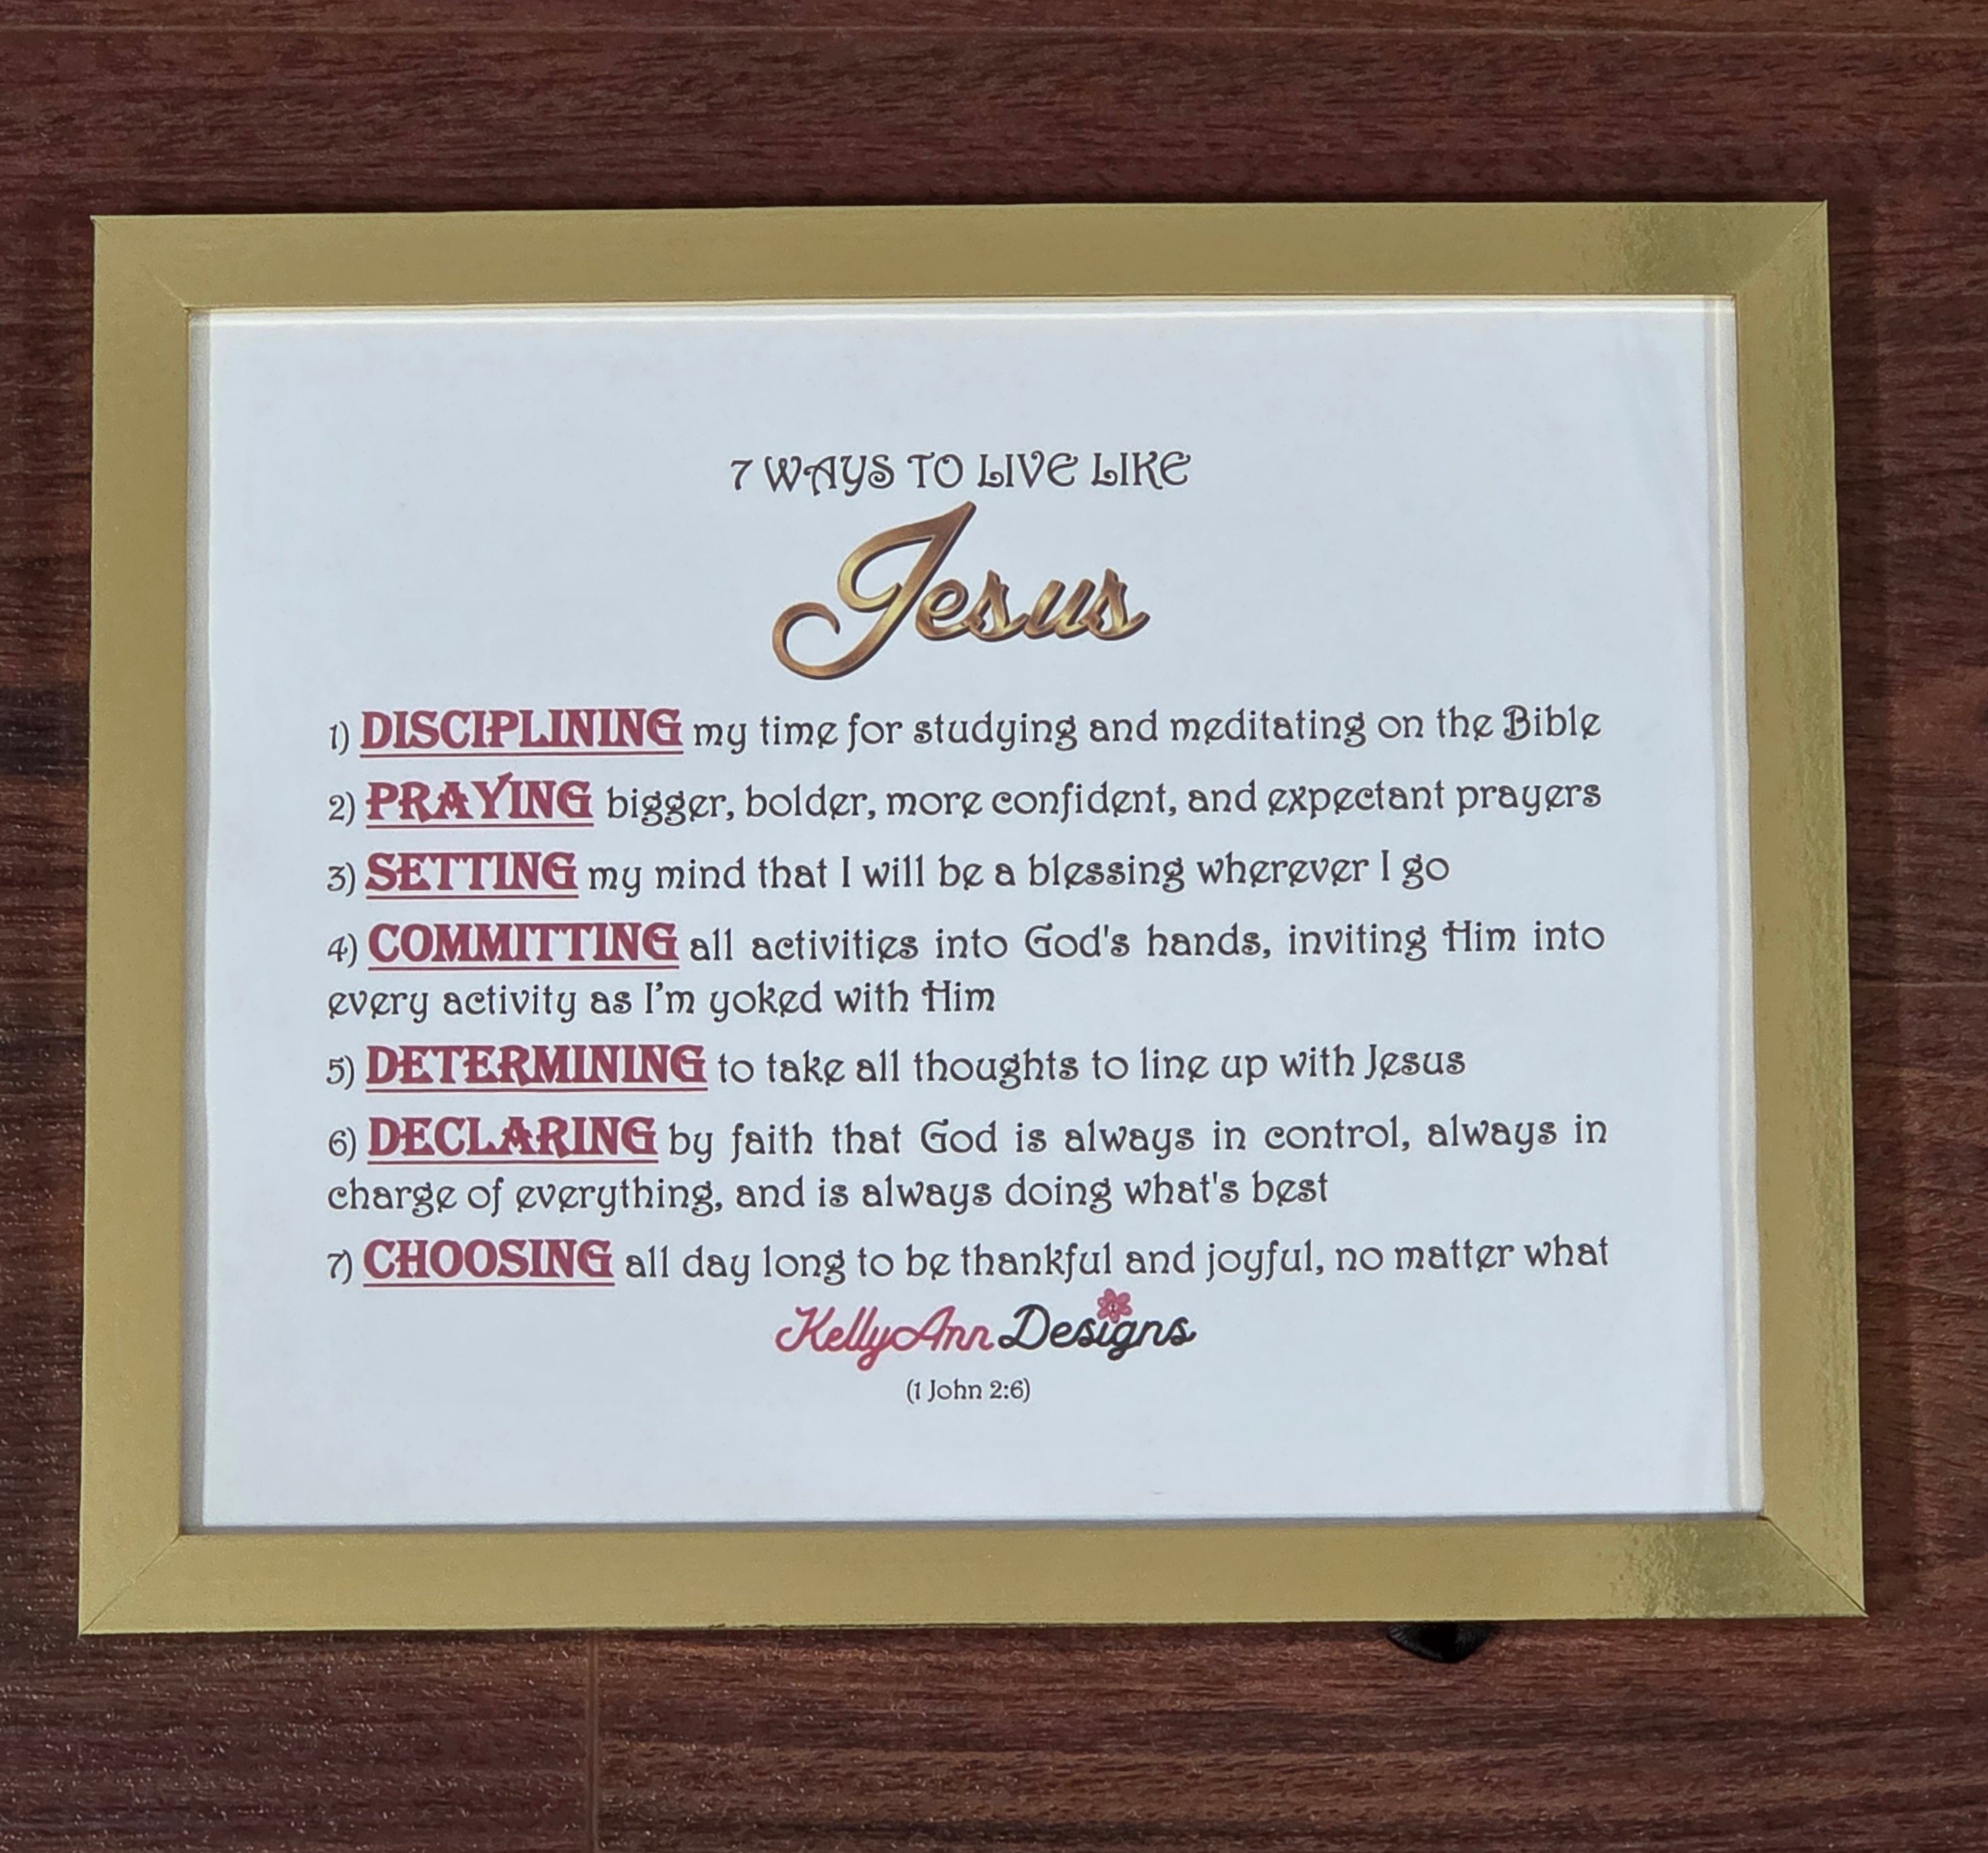 7 WAYS TO LIVE LIKE
Jesus
1) DISCIPLINING my time for studying and meditating on the Bible
2) PRAYING bigger, bolder, more confident, and expectant prayers
3) SETTING my mind that I will be a blessing wherever I go
4) COMMITTING all activities into God's hands, inviting Him into
every activity as I’m yoked with Him
5) DETERMINING to take all thoughts to line up with Jesus
6) DECLARING by faith that God is always in control, always in
charge of everything, and is always doing what's best
7) CHOOSING all day long to be thankful and joyful, no matter what
KellyAnn Designs
(1 John 2:6)